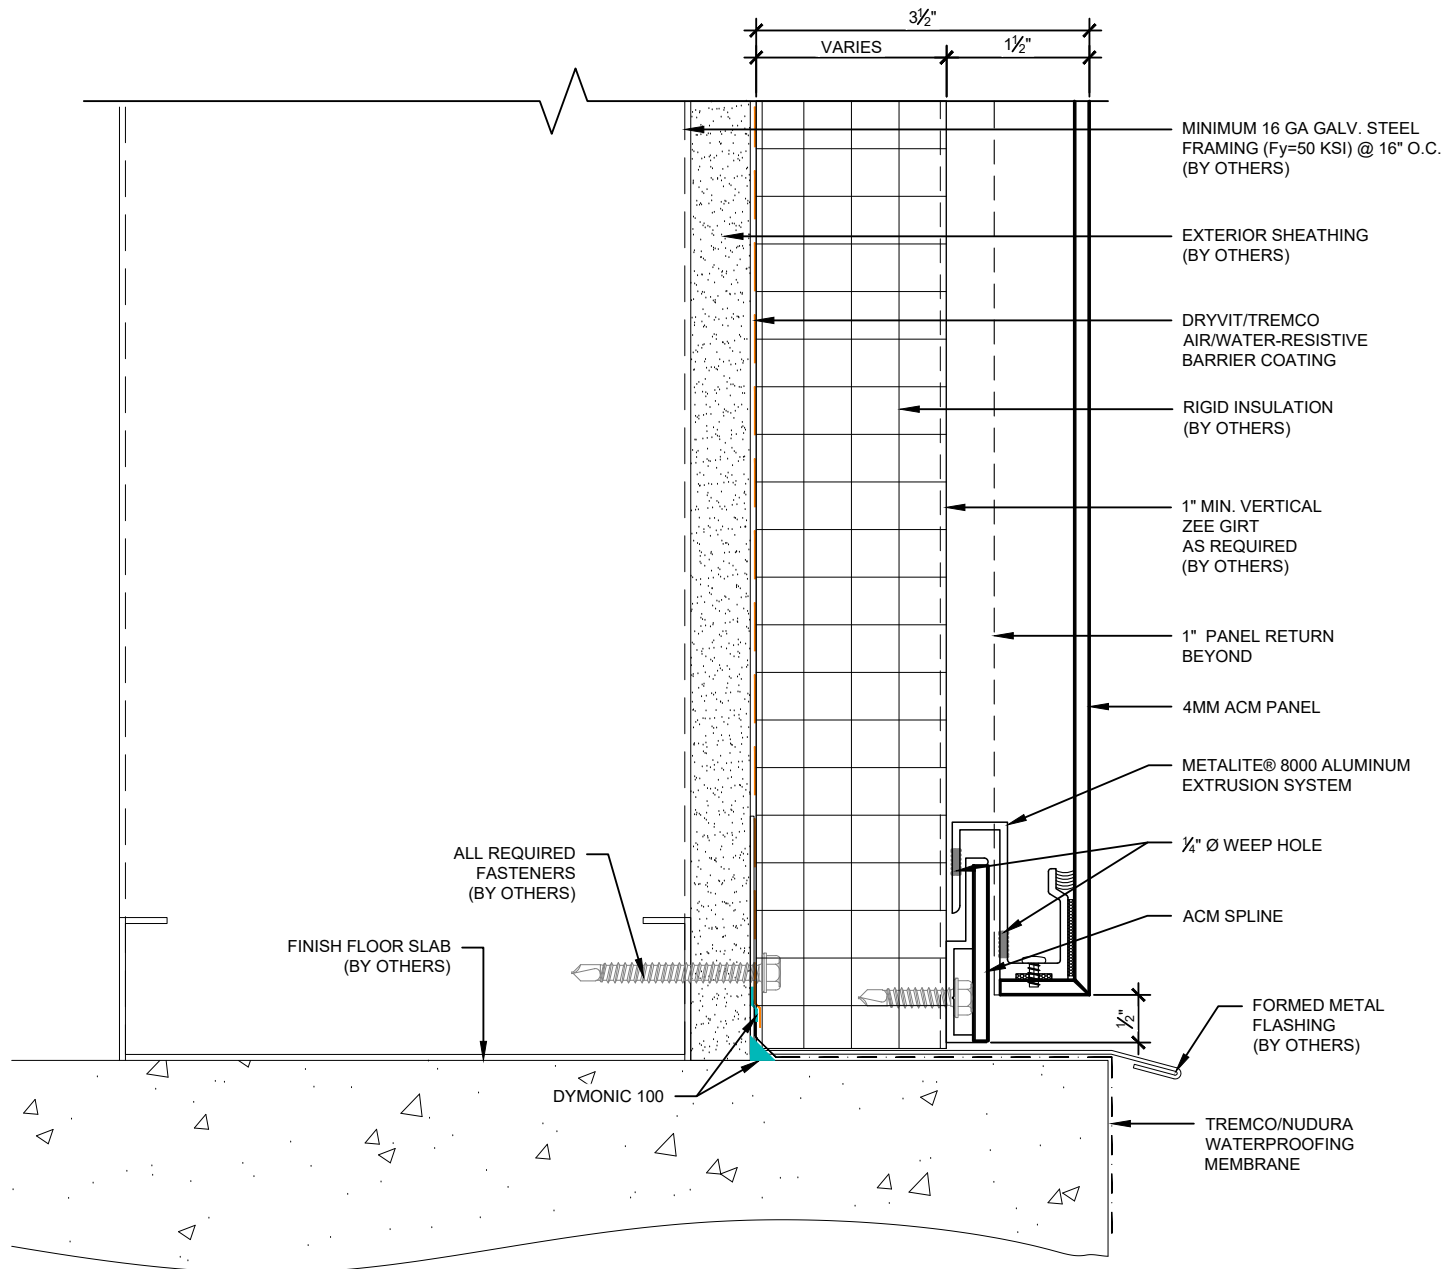 3½"
VARIES
1½"
MINIMUM 16 GA GALV. STEEL
FRAMING (Fy=50 KSI) @ 16" O.C.
(BY OTHERS)
EXTERIOR SHEATHING
(BY OTHERS)
DRYVIT/TREMCO
AIR/WATER-RESISTIVE
BARRIER COATING
RIGID INSULATION
(BY OTHERS)
1" MIN. VERTICAL
ZEE GIRT
AS REQUIRED
(BY OTHERS)
1" PANEL RETURN
BEYOND
4MM ACM PANEL
METALITE® 8000 ALUMINUM
EXTRUSION SYSTEM
¼" Ø WEEP HOLE
ACM SPLINE
ALL REQUIRED
FASTENERS
(BY OTHERS)
FINISH FLOOR SLAB
(BY OTHERS)
½"
FORMED METAL
FLASHING
(BY OTHERS)
DYMONIC 100
TREMCO/NUDURA
WATERPROOFING
MEMBRANE